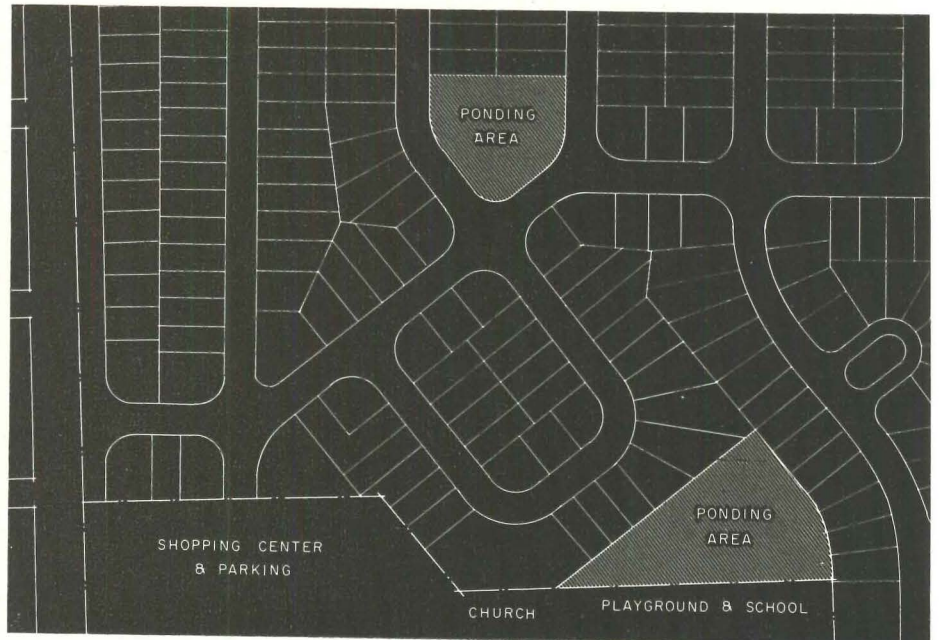 PONDING
AREA
PONDING
AREA
SHOPPING CENTER
& PARKING
CHURCH
PLAYGROUND & SCHOOL